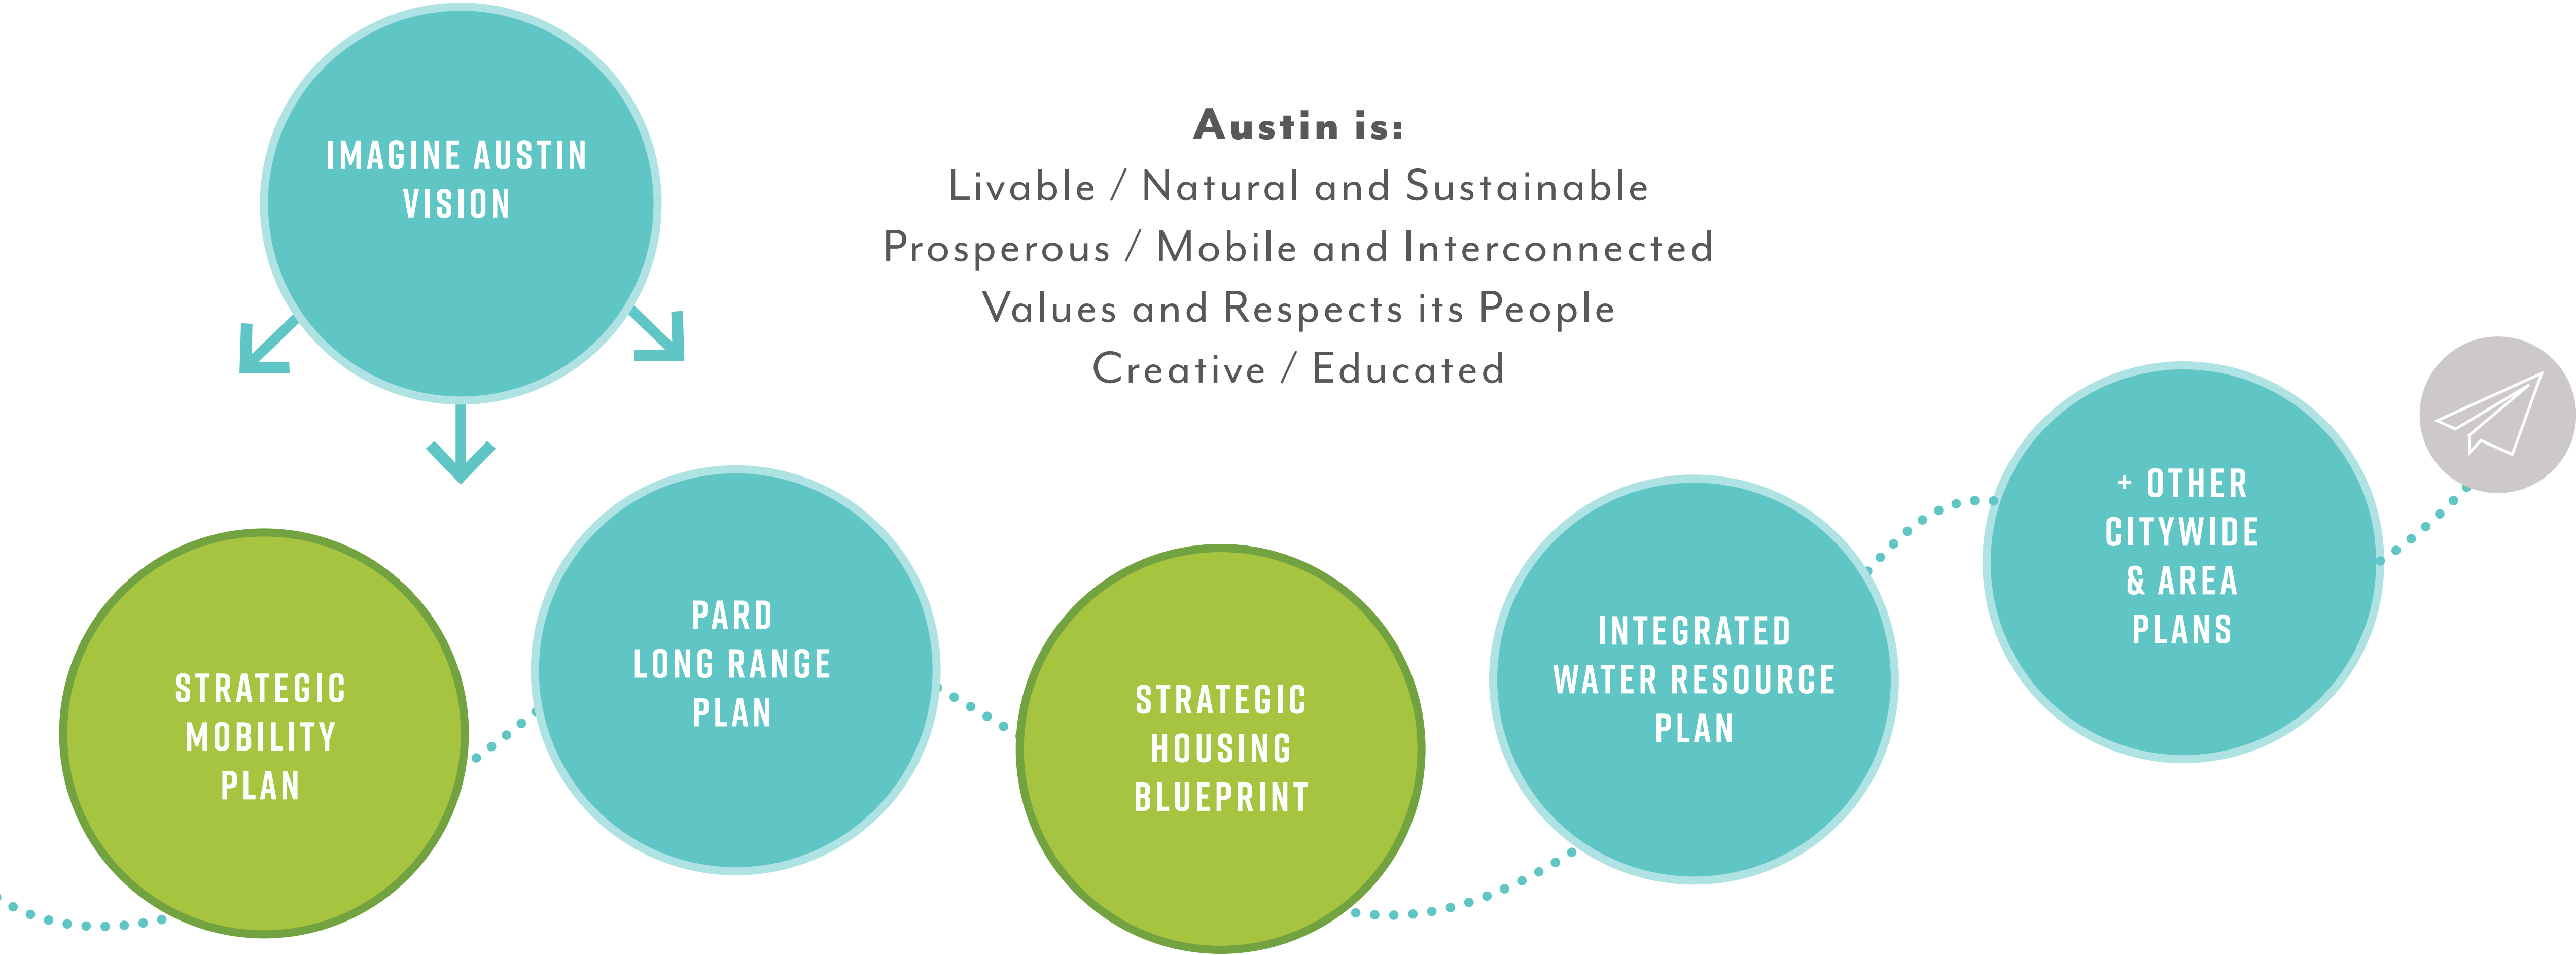 IMAGINE AUSTIN
VISION
Austin is:
Livable / Natural and Sustainable
Prosperous / Mobile and Interconnected
Values and Respects its People
Creative / Educated
STRATEGIC
MOBILITY
PLAN
PARD
LONG RANGE
PLAN
STRATEGIC
HOUSING
BLUEPRINT
INTEGRATED
WATER RESOURCE
PLAN
+ OTHER
CITYWIDE
& AREA
PLANS